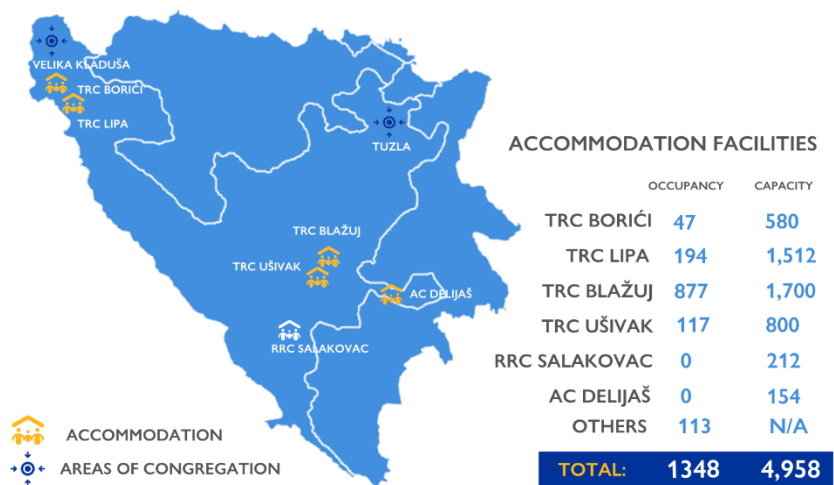 VELIKA KLADUŠA
TRC BORIĆI
TRC LIPA
TUZLA
TRC BLAŽUJ
TRC UŠIVAK
AC DELIJAŠ
RRC SALAKOVAC
ACCOMMODATION
AREAS OF CONGREGATION
ACCOMMODATION FACILITIES
OCCUPANCY CAPACITY
TRC BORIĆI 47 580
TRC LIPA 194 1,512
TRC BLAŽUJ 877 1,700
TRC UŠIVAK 117 800
RRC SALAKOVAC 0 212
AC DELIJAŠ 0 154
OTHERS 113 N/A
TOTAL: 1348 4,958